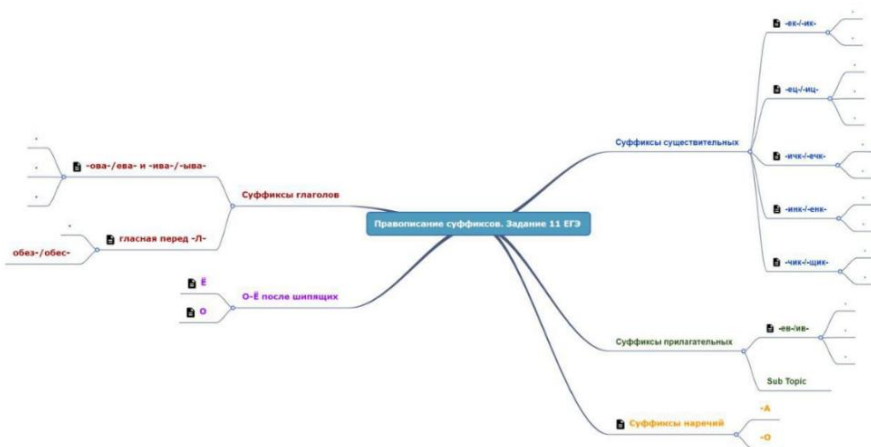 Правописание суффиксов. Задание 11 ЕГЭ
Суффиксы глаголов
-ова-/ева- и -ива-/-ыва-
гласная перед -Л-
обез-/обес-
О-Ё после шипящих
Ё
О
Суффиксы существительных
-ек-/-ик-
-ец-/-иц-
-ичк-/-ечк-
-инк-/-енк-
-чик-/-щик-
Суффиксы прилагательных
-ев-/ив-
Sub Topic
Суффиксы наречий
-А
-О